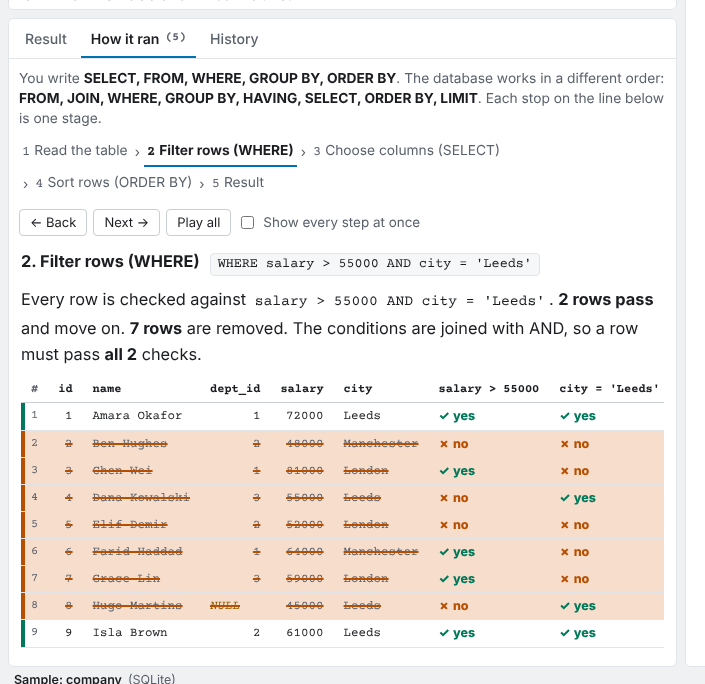 Result How it ran (5) History
You write SELECT, FROM, WHERE, GROUP BY, ORDER BY. The database works in a different order:
FROM, JOIN, WHERE, GROUP BY, HAVING, SELECT, ORDER BY, LIMIT. Each stop on the line below
is one stage.
1 Read the table › 2 Filter rows (WHERE) › 3 Choose columns (SELECT)
› 4 Sort rows (ORDER BY) › 5 Result
← Back Next → Play all Show every step at once
2. Filter rows (WHERE) WHERE salary > 55000 AND city = 'Leeds'
Every row is checked against salary > 55000 AND city = 'Leeds'. 2 rows pass
and move on. 7 rows are removed. The conditions are joined with AND, so a row
must pass all 2 checks.
# id name dept_id salary city salary > 55000 city = 'Leeds'
1 1 Amara Okafor 1 72000 Leeds ✓ yes ✓ yes
2 2 Ben Hughes 2 48000 Manchester × no × no
3 3 Chen Wei 1 81000 London ✓ yes × no
4 4 Dana Kowalski 3 55000 Leeds × no ✓ yes
5 5 Elif Demir 2 52000 London × no × no
6 6 Farid Haddad 1 64000 Manchester ✓ yes × no
7 7 Grace Lin 3 59000 London ✓ yes × no
8 8 Hugo Martins NULL 45000 Leeds × no ✓ yes
9 9 Isla Brown 2 61000 Leeds ✓ yes ✓ yes
Sample: company (SQLite)